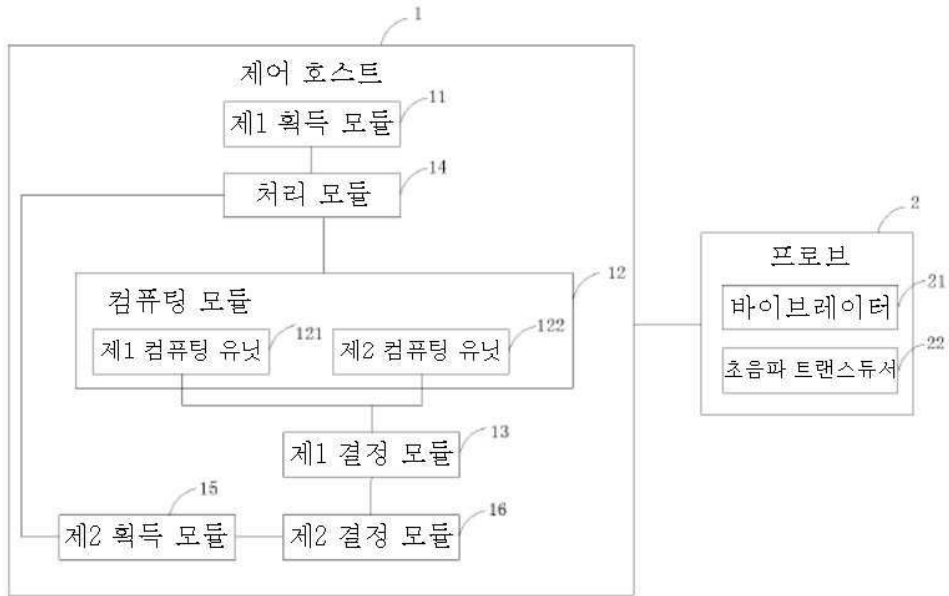 1
제어 호스트
11
제1 획득 모듈
14
처리 모듈
2
프로브
12
컴퓨팅 모듈
21
바이브레이터
121
122
제1 컴퓨팅 유닛
제2 컴퓨팅 유닛
22
초음파 트랜스듀서
13
제1 결정 모듈
15
16
제2 획득 모듈
제2 결정 모듈